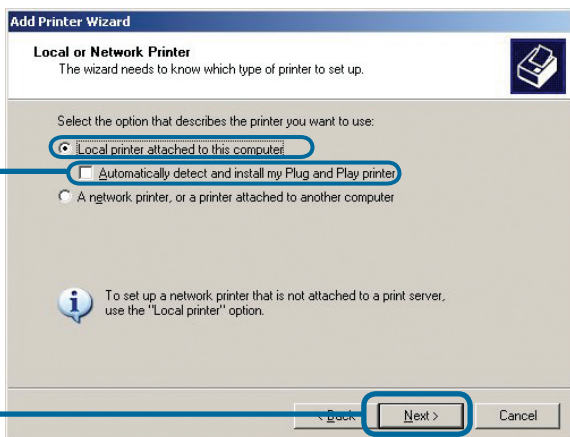 Add Printer Wizard
Local or Network Printer
The wizard needs to know which type of printer to set up.
Select the option that describes the printer you want to use:
Local printer attached to this computer
Automatically detect and install my Plug and Play printer
A network printer, or a printer attached to another computer
To set up a network printer that is not attached to a print server,
use the "Local printer" option.
< Back Next > Cancel